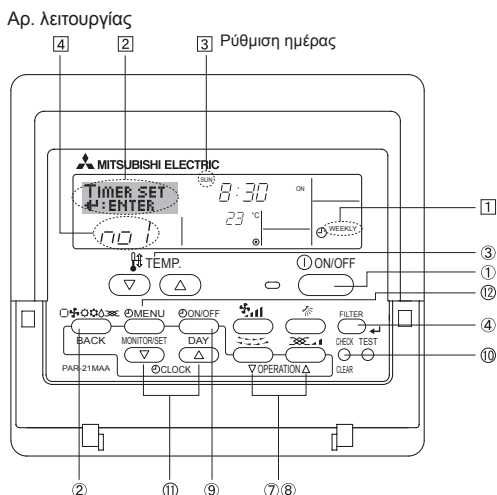 Αρ. λειτουργίας
4 2 3 Ρύθμιση ημέρας
MITSUBISHI ELECTRIC
TIMER SET SUN 8:30 ON
↵:ENTER
23 °C
no 1 WEEKLY 1
TEMP. ON/OFF
③
①
⑫
MENU ON/OFF FILTER
④
BACK MONITOR/SET DAY CHECK TEST
⑩
PAR-21MAA CLOCK ▽ OPERATION △ CLEAR
② ⑪ ⑨ ⑦ ⑧